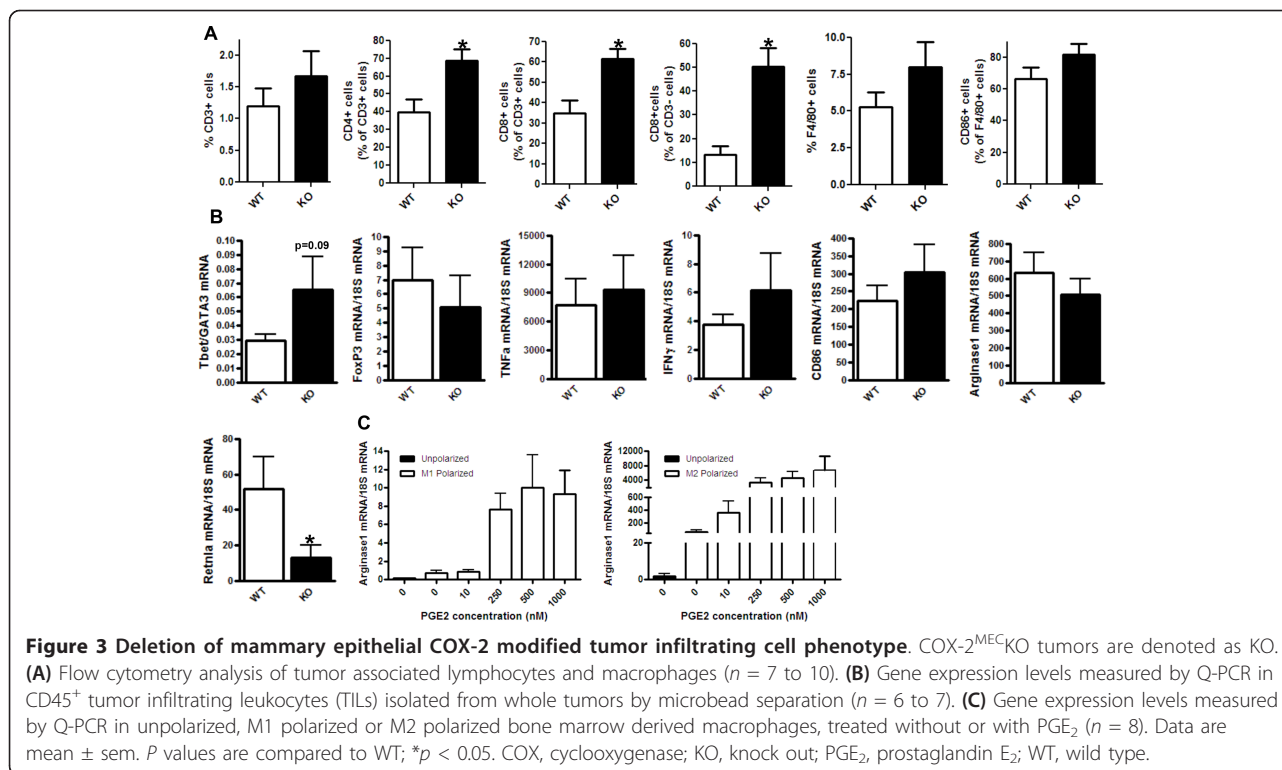 A
% CD3+ cells
2.0
1.5
1.0
0.5
0.0
WT
KO
CD4+ cells
(% of CD3+ cells)
80
70
60
50
40
30
20
10
0
*
WT
KO
CD8+ cells
(% of CD3+ cells)
70
60
50
40
30
20
10
0
*
WT
KO
CD8+cells
(% of CD3- cells)
60
50
40
30
20
10
0
*
WT
KO
% F4/80+ cells
10.0
7.5
5.0
2.5
0.0
WT
KO
CD86+ cells
(% of F4/80+ cells)
80
60
40
20
0
WT
KO
B
Tbet/GATA3 mRNA
0.10
0.09
0.08
0.07
0.06
0.05
0.04
0.03
0.02
0.01
0.00
p=0.09
WT
KO
FoxP3 mRNA/18S mRNA
10
9
8
7
6
5
4
3
2
1
0
WT
KO
TNFa mRNA/18S mRNA
15000
12000
9000
6000
3000
0
WT
KO
IFNγ mRNA/18S mRNA
10
8
6
4
2
0
WT
KO
CD86 mRNA/18S mRNA
400
350
300
250
200
150
100
50
0
WT
KO
Arginase1 mRNA/18S mRNA
800
700
600
500
400
300
200
100
0
WT
KO
Retnla mRNA/18S mRNA
80
60
40
20
0
*
WT
KO
C
Arginase1 mRNA/18S mRNA
14
12
10
8
6
4
2
0
Unpolarized
M1 Polarized
0
0
10
250
500
1000
PGE2 concentration (nM)
Arginase1 mRNA/18S mRNA
12000
8000
4000
600
400
200
20
0
Unpolarized
M2 Polarized
0
0
10
250
500
1000
PGE2 concentration (nM)
Figure 3 Deletion of mammary epithelial COX-2 modified tumor infiltrating cell phenotype. COX-2MECKO tumors are denoted as KO.
(A) Flow cytometry analysis of tumor associated lymphocytes and macrophages (n = 7 to 10). (B) Gene expression levels measured by Q-PCR in
CD45+ tumor infiltrating leukocytes (TILs) isolated from whole tumors by microbead separation (n = 6 to 7). (C) Gene expression levels measured
by Q-PCR in unpolarized, M1 polarized or M2 polarized bone marrow derived macrophages, treated without or with PGE2 (n = 8). Data are
mean ± sem. P values are compared to WT; *p < 0.05. COX, cyclooxygenase; KO, knock out; PGE2, prostaglandin E2; WT, wild type.